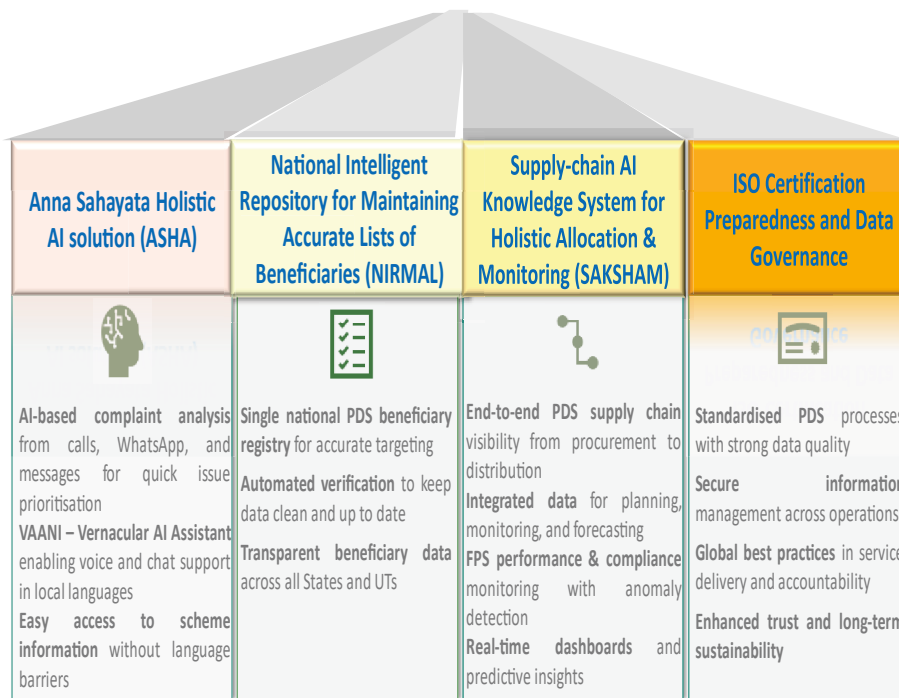 Anna Sahayata Holistic
AI solution (ASHA)
AI-based complaint analysis
from calls, WhatsApp, and
messages for quick issue
prioritisation
VAANI – Vernacular AI Assistant
enabling voice and chat support
in local languages
Easy access to scheme
information without language
barriers
National Intelligent
Repository for Maintaining
Accurate Lists of
Beneficiaries (NIRMAL)
Single national PDS beneficiary
registry for accurate targeting
Automated verification to keep
data clean and up to date
Transparent beneficiary data
across all States and UTs
Supply-chain AI
Knowledge System for
Holistic Allocation &
Monitoring (SAKSHAM)
End-to-end PDS supply chain
visibility from procurement to
distribution
Integrated data for planning,
monitoring, and forecasting
FPS performance & compliance
monitoring with anomaly
detection
Real-time dashboards and
predictive insights
ISO Certification
Preparedness and Data
Governance
Standardised PDS processes
with strong data quality
Secure information
management across operations
Global best practices in service
delivery and accountability
Enhanced trust and long-term
sustainability